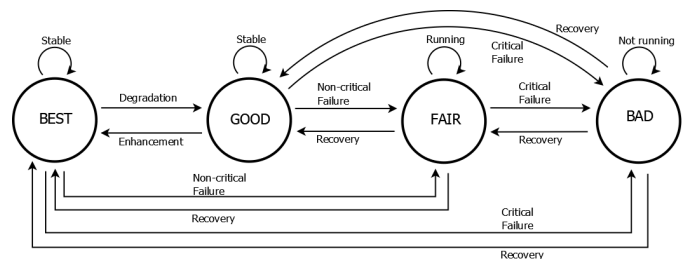 Recovery
Stable
Stable
Running
Critical
Failure
Not running
Degradation
Non-critical
Failure
Critical
Failure
BEST
GOOD
FAIR
BAD
Enhancement
Recovery
Recovery
Non-critical
Failure
Recovery
Critical
Failure
Recovery